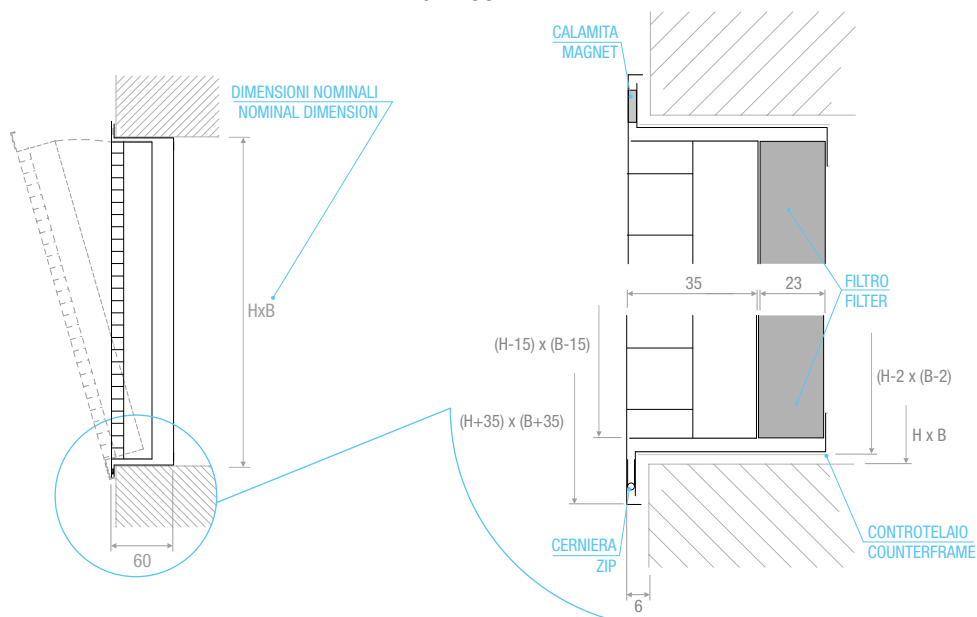 CALAMITA
MAGNET
DIMENSIONI NOMINALI
NOMINAL DIMENSION
HxB
60
35
23
FILTRO
FILTER
(H-15) x (B-15)
(H+35) x (B+35)
(H-2 x (B-2)
H x B
CERNIERA
ZIP
CONTROTELAIO
COUNTERFRAME
6